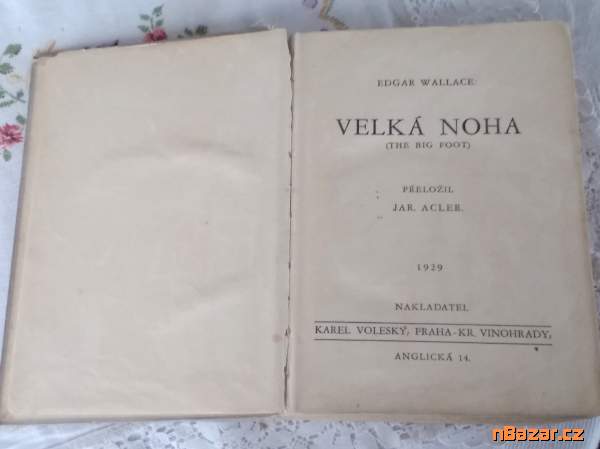 EDGAR WALLACE:
VELKÁ NOHA
(THE BIG FOOT)
PŘELOŽIL
JAR. ACLER.
1929
NAKLADATEL
KAREL VOLESKÝ, PRAHA-KR. VINOHRADY,
ANGLICKÁ 14.
nBazar.cz